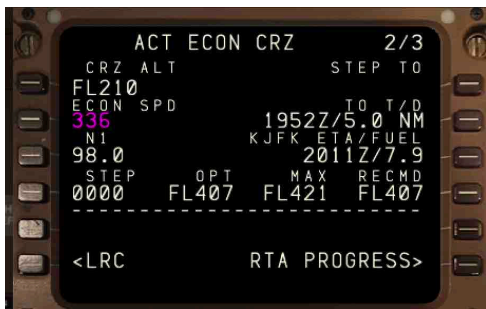 ACT ECON CRZ 2/3
CRZ ALT STEP TO
FL210
ECON SPD TO T/D
336 1952Z/5.0 NM
N1 KJFK ETA/FUEL
98.0 2011Z/7.9
STEP OPT MAX RECMD
0000 FL407 FL421 FL407
--------------------------------
<LRC RTA PROGRESS>